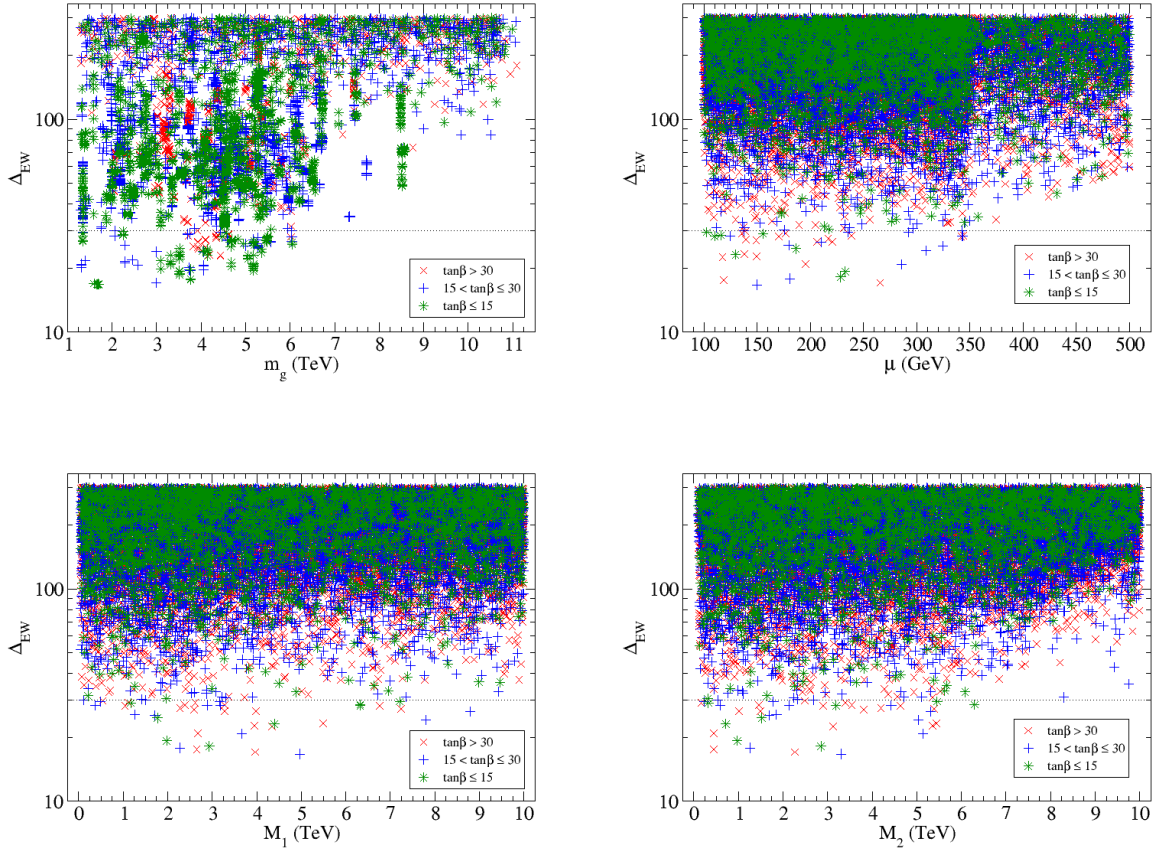 100
10
Δ_EW
1 2 3 4 5 6 7 8 9 10 11
m_g (TeV)
× tanβ > 30
+ 15 < tanβ ≤ 30
✳ tanβ ≤ 15
100
10
Δ_EW
100 150 200 250 300 350 400 450 500
μ (GeV)
× tanβ > 30
+ 15 < tanβ ≤ 30
✳ tanβ ≤ 15
100
10
Δ_EW
0 1 2 3 4 5 6 7 8 9 10
M_1 (TeV)
× tanβ > 30
+ 15 < tanβ ≤ 30
✳ tanβ ≤ 15
100
10
Δ_EW
0 1 2 3 4 5 6 7 8 9 10
M_2 (TeV)
× tanβ > 30
+ 15 < tanβ ≤ 30
✳ tanβ ≤ 15